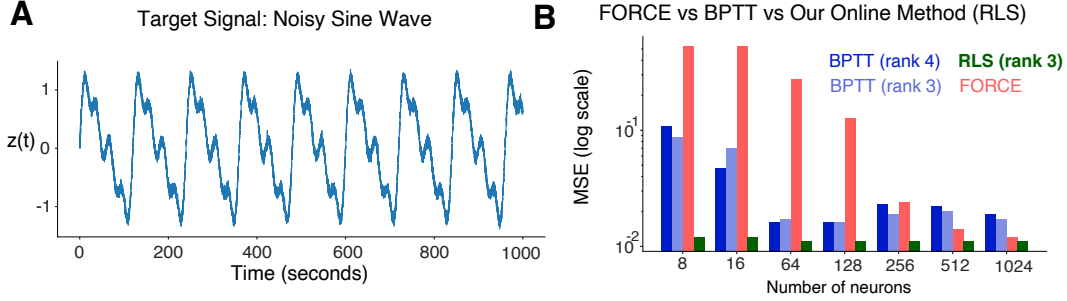 A
Target Signal: Noisy Sine Wave
z(t)
1
0
-1
0 200 400 600 800 1000
Time (seconds)
B
FORCE vs BPTT vs Our Online Method (RLS)
BPTT (rank 4) RLS (rank 3)
BPTT (rank 3) FORCE
MSE (log scale)
10⁻¹
10⁻²
8 16 64 128 256 512 1024
Number of neurons